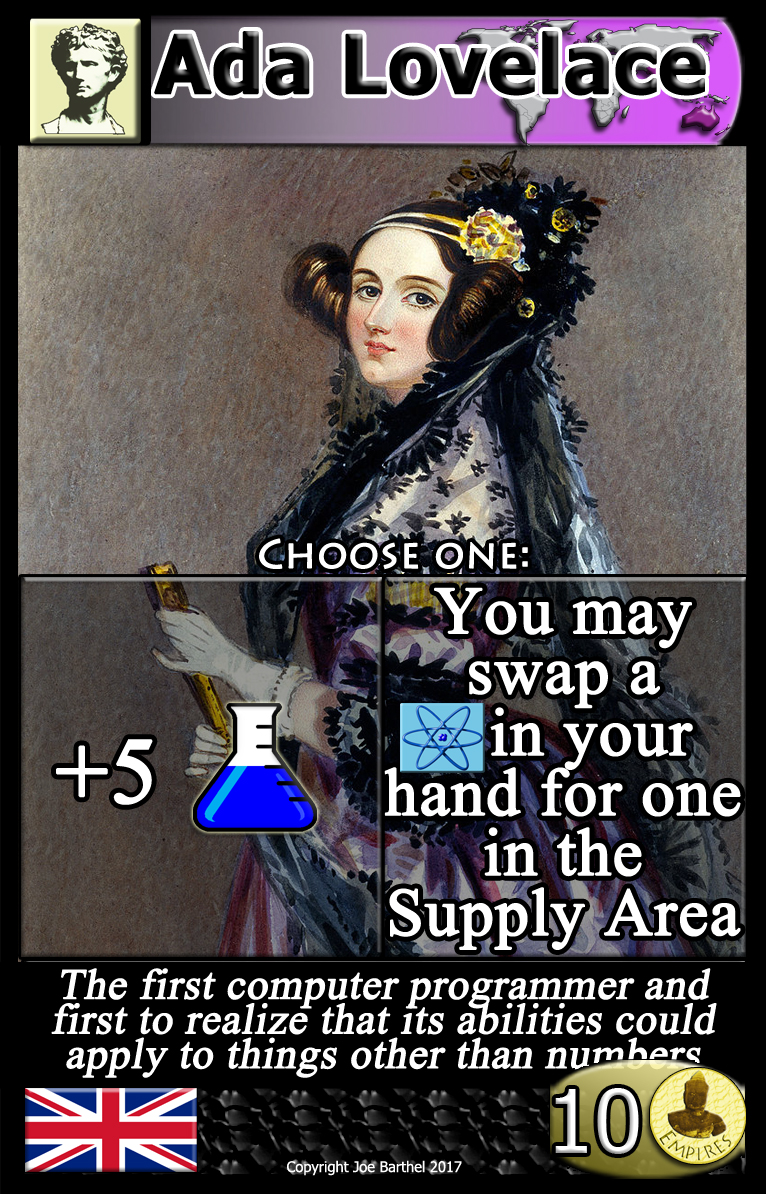 Ada Lovelace
CHOOSE ONE:
+5
You may
swap a
in your
hand for one
in the
Supply Area
The first computer programmer and
first to realize that its abilities could
apply to things other than numbers
10
EMPIRES
Copyright Joe Barthel 2017